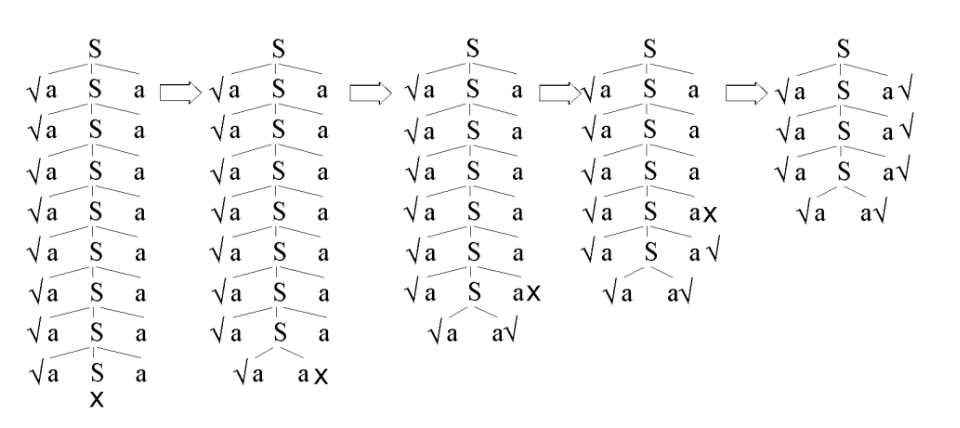 S S S S S
√a S a √a S a √a S a √a S a √a S a√
√a S a √a S a √a S a √a S a √a S a√
√a S a √a S a √a S a √a S a √a S a√
√a S a √a S a √a S a √a S ax √a a√
√a S a √a S a √a S a √a S a√
√a S a √a S a √a S ax √a a√
√a S a √a S a √a a√
√a S a √a ax
x